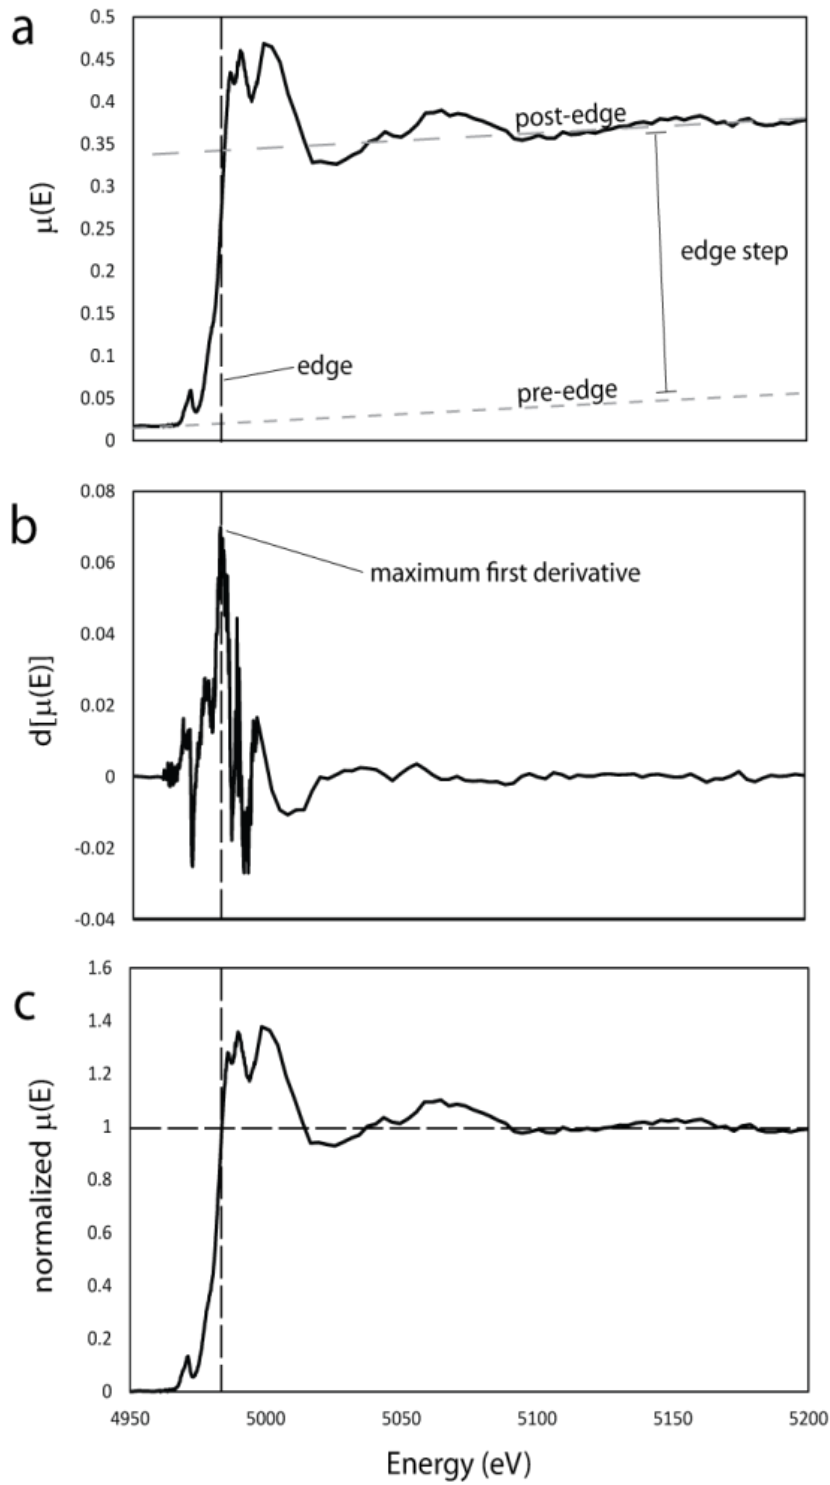 a
0.5
0.45
0.4
0.35
0.3
0.25
0.2
0.15
0.1
0.05
0
μ(E)
post-edge
edge step
edge
pre-edge
b
0.08
0.06
0.04
0.02
0
-0.02
-0.04
d[μ(E)]
maximum first derivative
c
1.6
1.4
1.2
1
0.8
0.6
0.4
0.2
0
normalized μ(E)
4950 5000 5050 5100 5150 5200
Energy (eV)